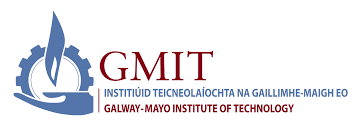 GMIT
INSTITIÚID TEICNEOLAÍOCHTA NA GAILLIMHE-MAIGH EO
GALWAY-MAYO INSTITUTE OF TECHNOLOGY